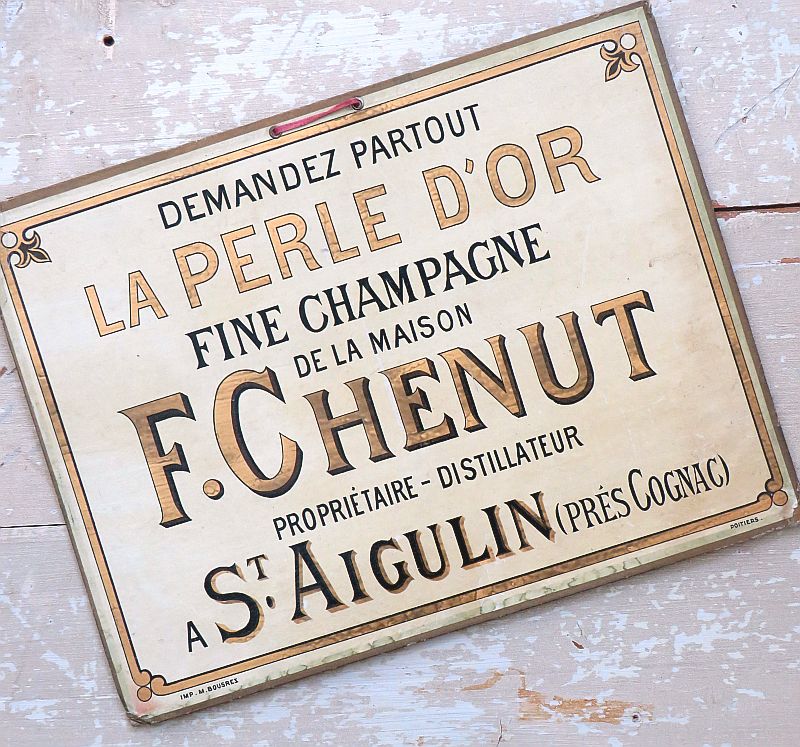 DEMANDEZ PARTOUT
LA PERLE D'OR
FINE CHAMPAGNE
DE LA MAISON
F. CHENUT
PROPRIÉTAIRE - DISTILLATEUR
A ST. AIGULIN (PRÉS COGNAC)
IMP. M. BOUSREZ
POITIERS.